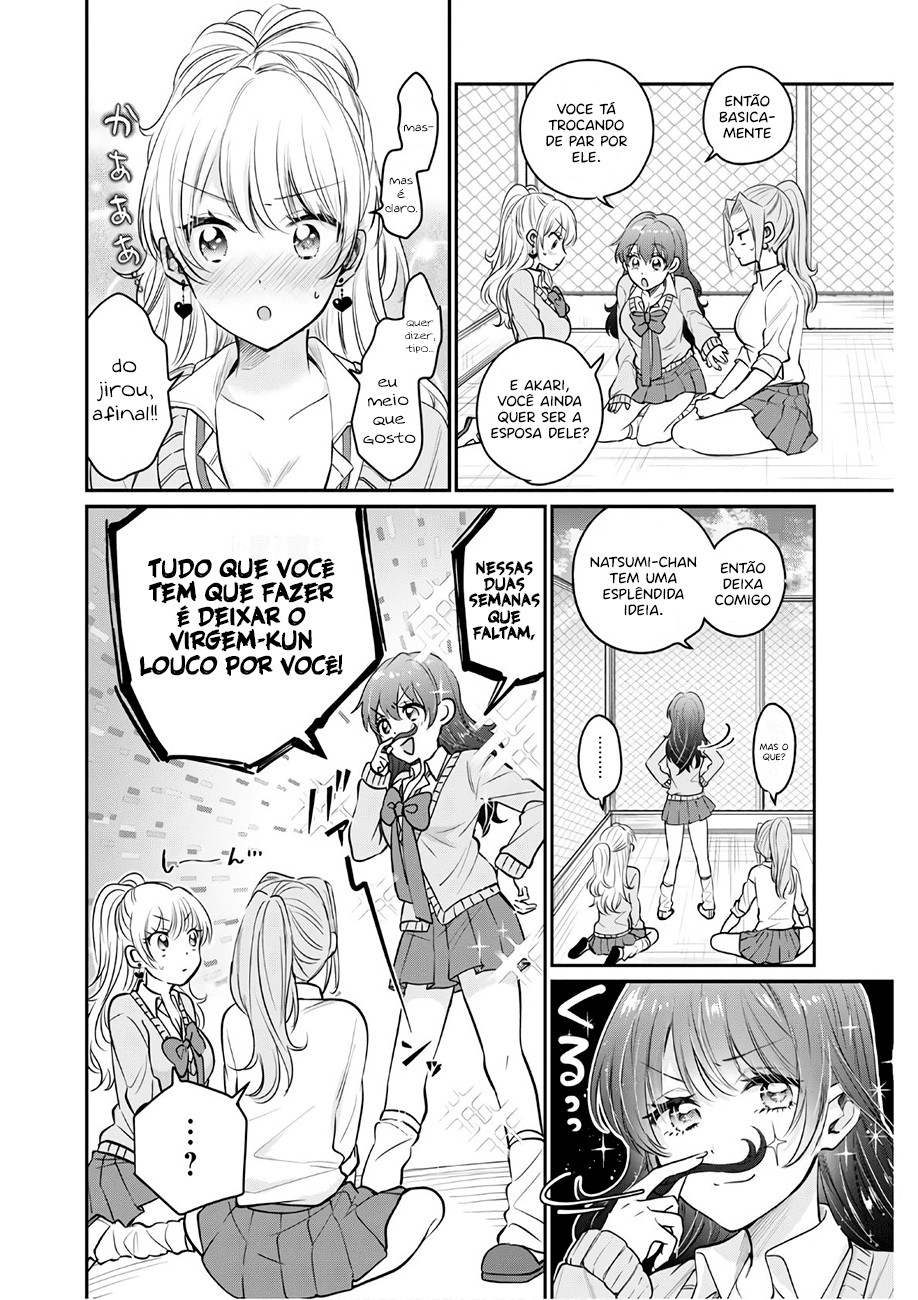 ENTÃO
BASICA-
MENTE
VOCE TÁ
TROCANDO
DE PAR POR
ELE.
E AKARI,
VOCÊ AINDA
QUER SER A
ESPOSA DELE?
mas-
mas
é
claro.
かぁぁぁ
quer
dizer,
tipo...
eu
meio
que
gosto
do
jirou,
afinal!!
ENTÃO
DEIXA
COMIGO
NATSUMI-CHAN
TEM UMA
ESPLÊNDIDA
IDEIA.
MAS O
QUE?
.........
くるっっ
NESSAS
DUAS
SEMANAS
QUE
FALTAM,
TUDO QUE VOCÊ
TEM QUE FAZER
É DEIXAR O
VIRGEM-KUN
LOUCO POR VOCÊ!
しーーん…
....
?